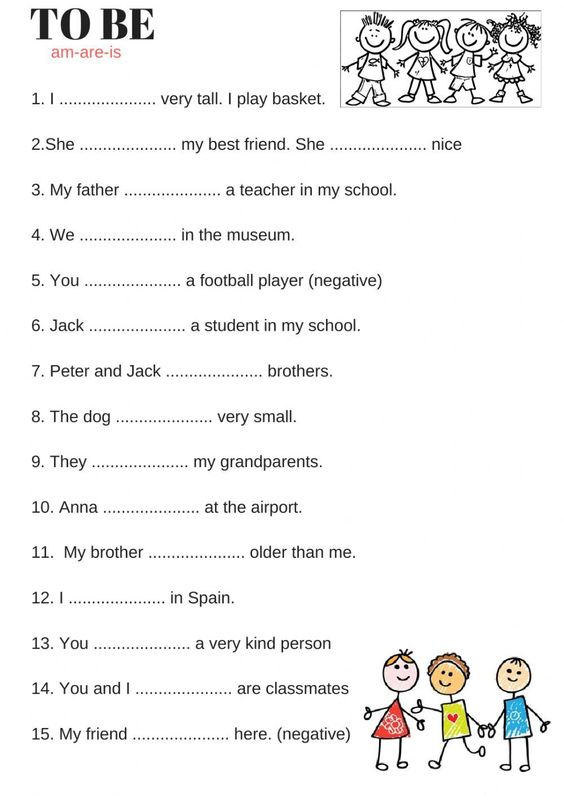 TO BE
am-are-is
1. I ..................... very tall. I play basket.
2.She ..................... my best friend. She ..................... nice
3. My father ..................... a teacher in my school.
4. We ..................... in the museum.
5. You ..................... a football player (negative)
6. Jack ..................... a student in my school.
7. Peter and Jack ..................... brothers.
8. The dog ..................... very small.
9. They ..................... my grandparents.
10. Anna ..................... at the airport.
11. My brother ..................... older than me.
12. I ..................... in Spain.
13. You ..................... a very kind person
14. You and I ..................... are classmates
15. My friend ..................... here. (negative)